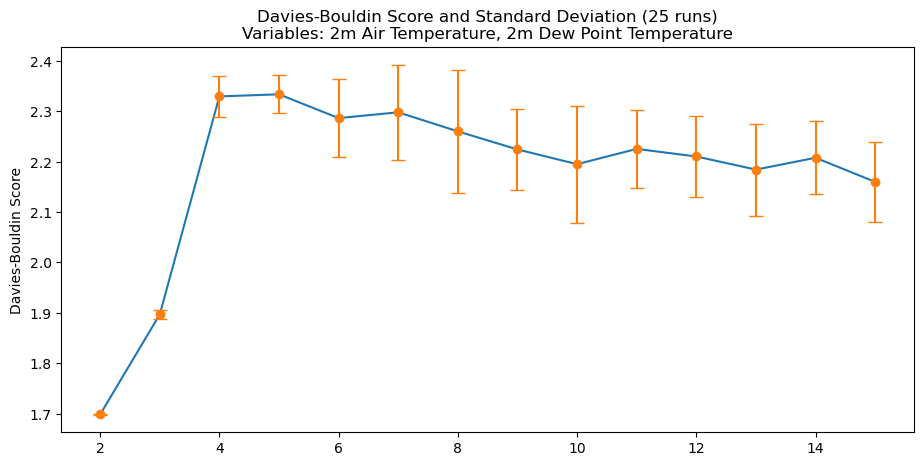 Davies-Bouldin Score and Standard Deviation (25 runs)
Variables: 2m Air Temperature, 2m Dew Point Temperature
Davies-Bouldin Score
2.4
2.3
2.2
2.1
2.0
1.9
1.8
1.7
2 4 6 8 10 12 14